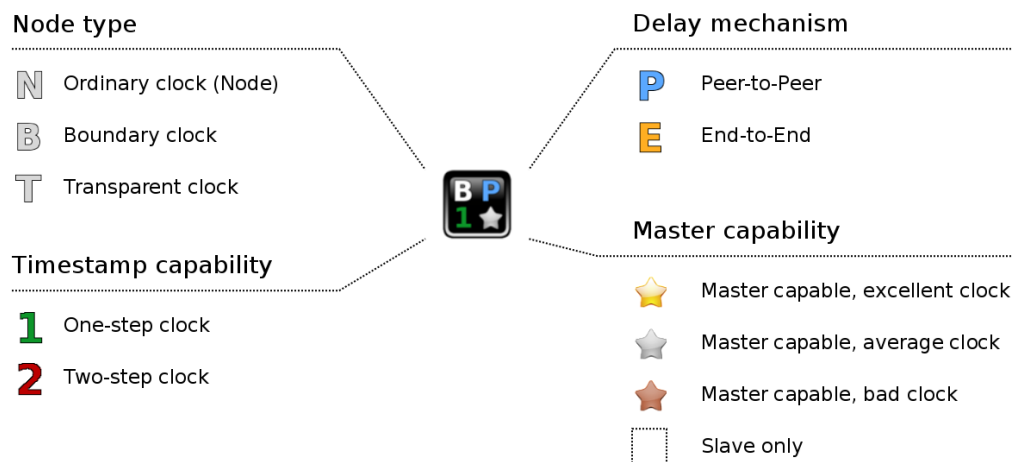 Node type
N Ordinary clock (Node)
B Boundary clock
T Transparent clock
Timestamp capability
1 One-step clock
2 Two-step clock
B P
1
Delay mechanism
P Peer-to-Peer
E End-to-End
Master capability
Master capable, excellent clock
Master capable, average clock
Master capable, bad clock
Slave only